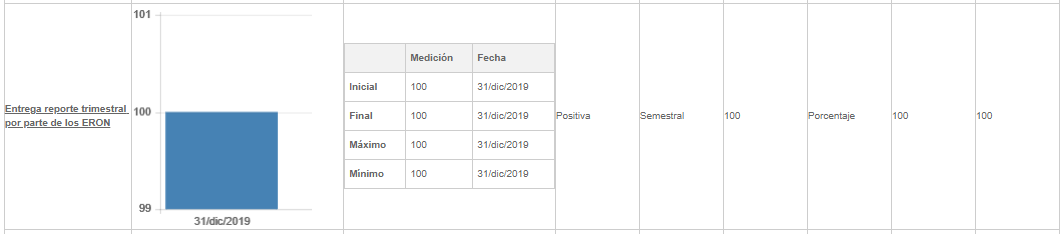 Entrega reporte trimestral
por parte de los ERON
101
100
99
31/dic/2019
Medición Fecha
Inicial 100 31/dic/2019
Final 100 31/dic/2019
Máximo 100 31/dic/2019
Mínimo 100 31/dic/2019
Positiva Semestral 100 Porcentaje 100 100